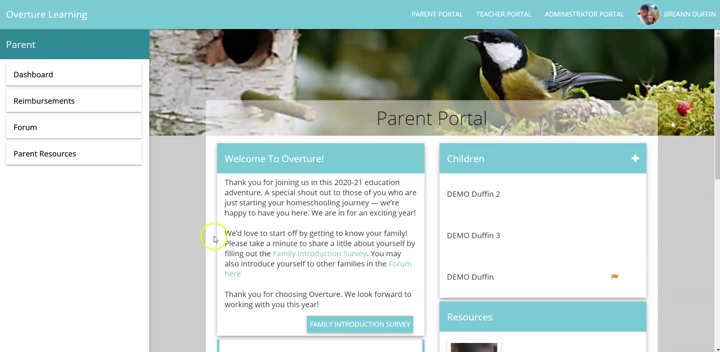 Overture Learning
PARENT PORTAL
TEACHER PORTAL
ADMINISTRATOR PORTAL
BREANN DUFFIN
Parent
Dashboard
Reimbursements
Forum
Parent Resources
Parent Portal
Welcome To Overture!
Thank you for joining us in this 2020-21 education
adventure. A special shout out to those of you who are
just starting your homeschooling journey — we're
happy to have you here. We are in for an exciting year!
We'd love to start off by getting to know your family!
Please take a minute to share a little about yourself by
filling out the Family Introduction Survey. You may
also introduce yourself to other families in the Forum
here
Thank you for choosing Overture. We look forward to
working with you this year!
FAMILY INTRODUCTION SURVEY
Children
DEMO Duffin 2
DEMO Duffin 3
DEMO Duffin
Resources